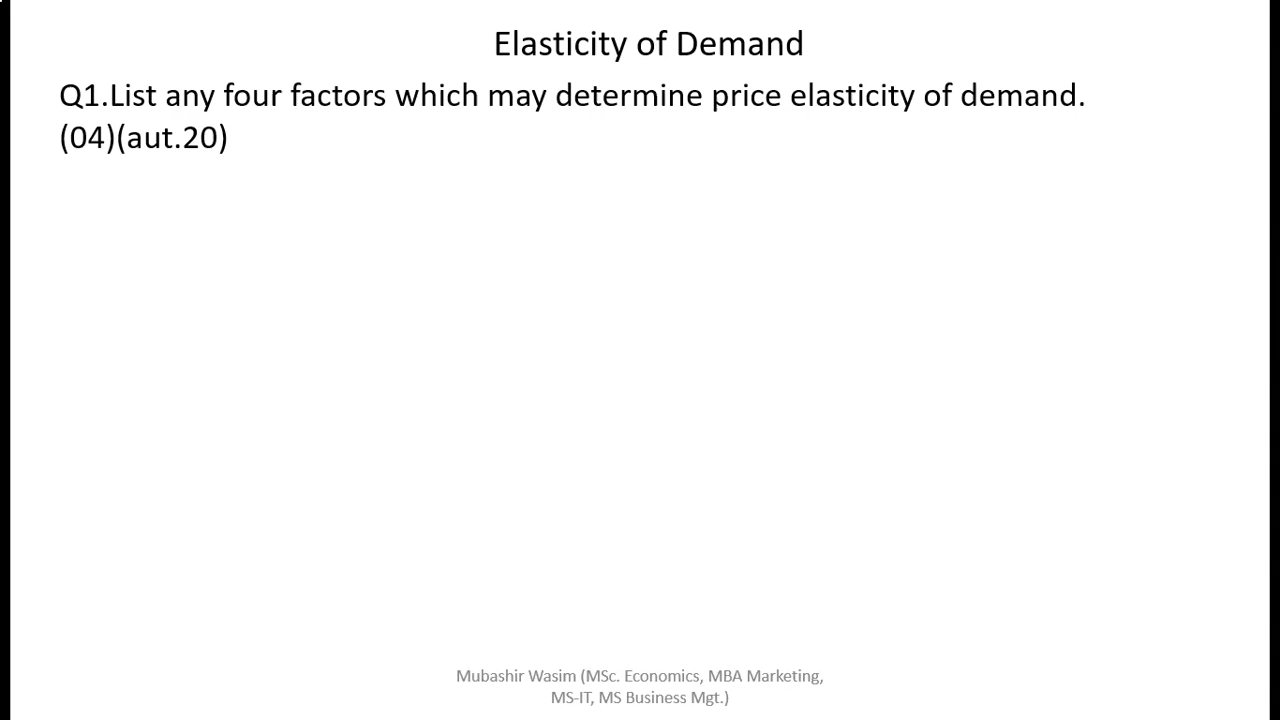 Elasticity of Demand
Q1.List any four factors which may determine price elasticity of demand.
(04)(aut.20)
Mubashir Wasim (MSc. Economics, MBA Marketing,
MS-IT, MS Business Mgt.)